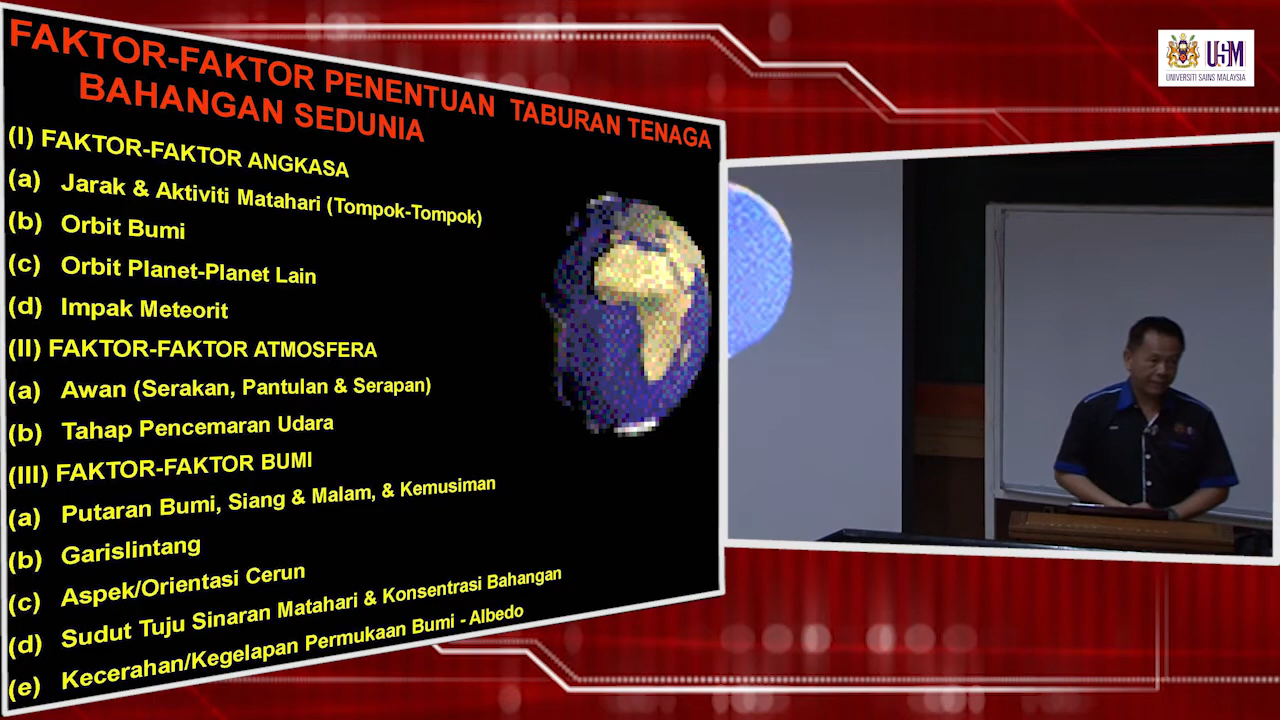 FAKTOR-FAKTOR PENENTUAN TABURAN TENAGA
BAHANGAN SEDUNIA
(I) FAKTOR-FAKTOR ANGKASA
(a) Jarak & Aktiviti Matahari (Tompok-Tompok)
(b) Orbit Bumi
(c) Orbit Planet-Planet Lain
(d) Impak Meteorit
(II) FAKTOR-FAKTOR ATMOSFERA
(a) Awan (Serakan, Pantulan & Serapan)
(b) Tahap Pencemaran Udara
(III) FAKTOR-FAKTOR BUMI
(a) Putaran Bumi, Siang & Malam, & Kemusiman
(b) Garislintang
(c) Aspek/Orientasi Cerun
(d) Sudut Tuju Sinaran Matahari & Konsentrasi Bahangan
(e) Kecerahan/Kegelapan Permukaan Bumi - Albedo
USM
UNIVERSITI SAINS MALAYSIA